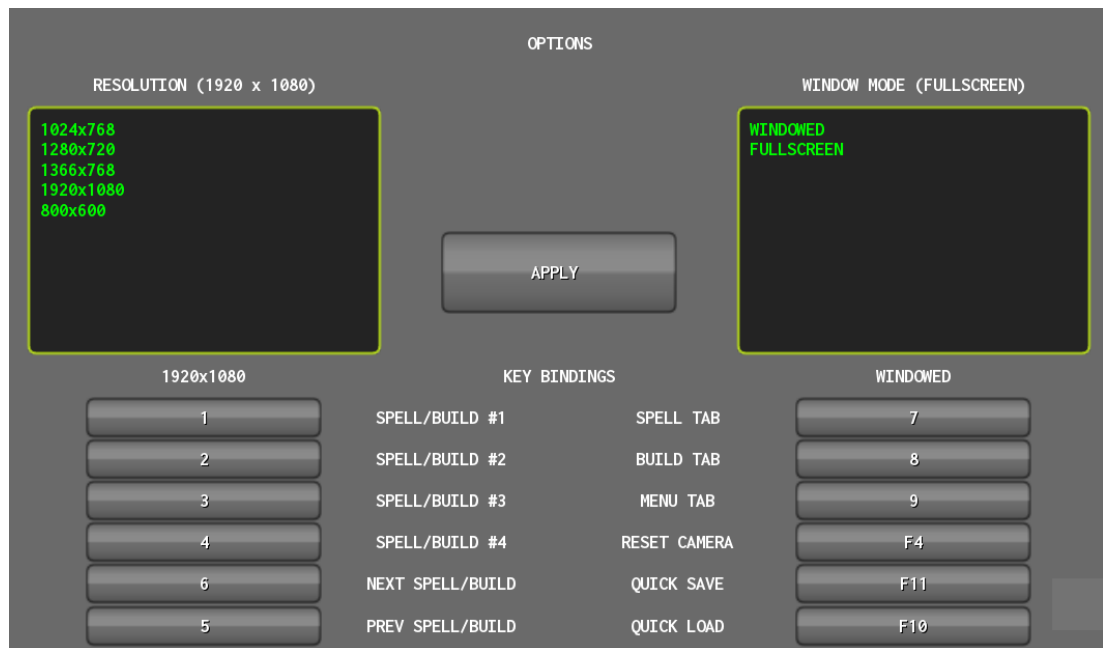 OPTIONS
RESOLUTION (1920 x 1080)
WINDOW MODE (FULLSCREEN)
1024x768
1280x720
1366x768
1920x1080
800x600
WINDOWED
FULLSCREEN
APPLY
1920x1080
KEY BINDINGS
WINDOWED
1 SPELL/BUILD #1 SPELL TAB 7
2 SPELL/BUILD #2 BUILD TAB 8
3 SPELL/BUILD #3 MENU TAB 9
4 SPELL/BUILD #4 RESET CAMERA F4
6 NEXT SPELL/BUILD QUICK SAVE F11
5 PREV SPELL/BUILD QUICK LOAD F10